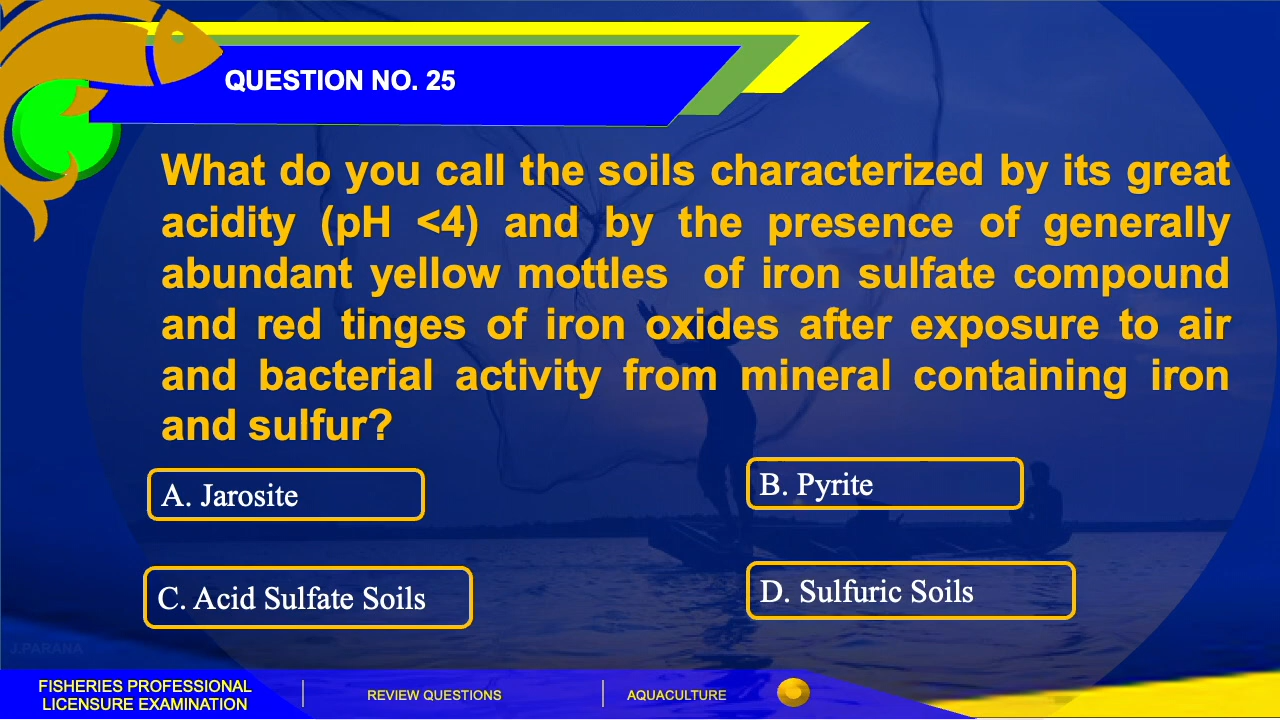 QUESTION NO. 25
What do you call the soils characterized by its great
acidity (pH <4) and by the presence of generally
abundant yellow mottles of iron sulfate compound
and red tinges of iron oxides after exposure to air
and bacterial activity from mineral containing iron
and sulfur?
A. Jarosite
B. Pyrite
C. Acid Sulfate Soils
D. Sulfuric Soils
J.PARANA
FISHERIES PROFESSIONAL
LICENSURE EXAMINATION
REVIEW QUESTIONS
AQUACULTURE